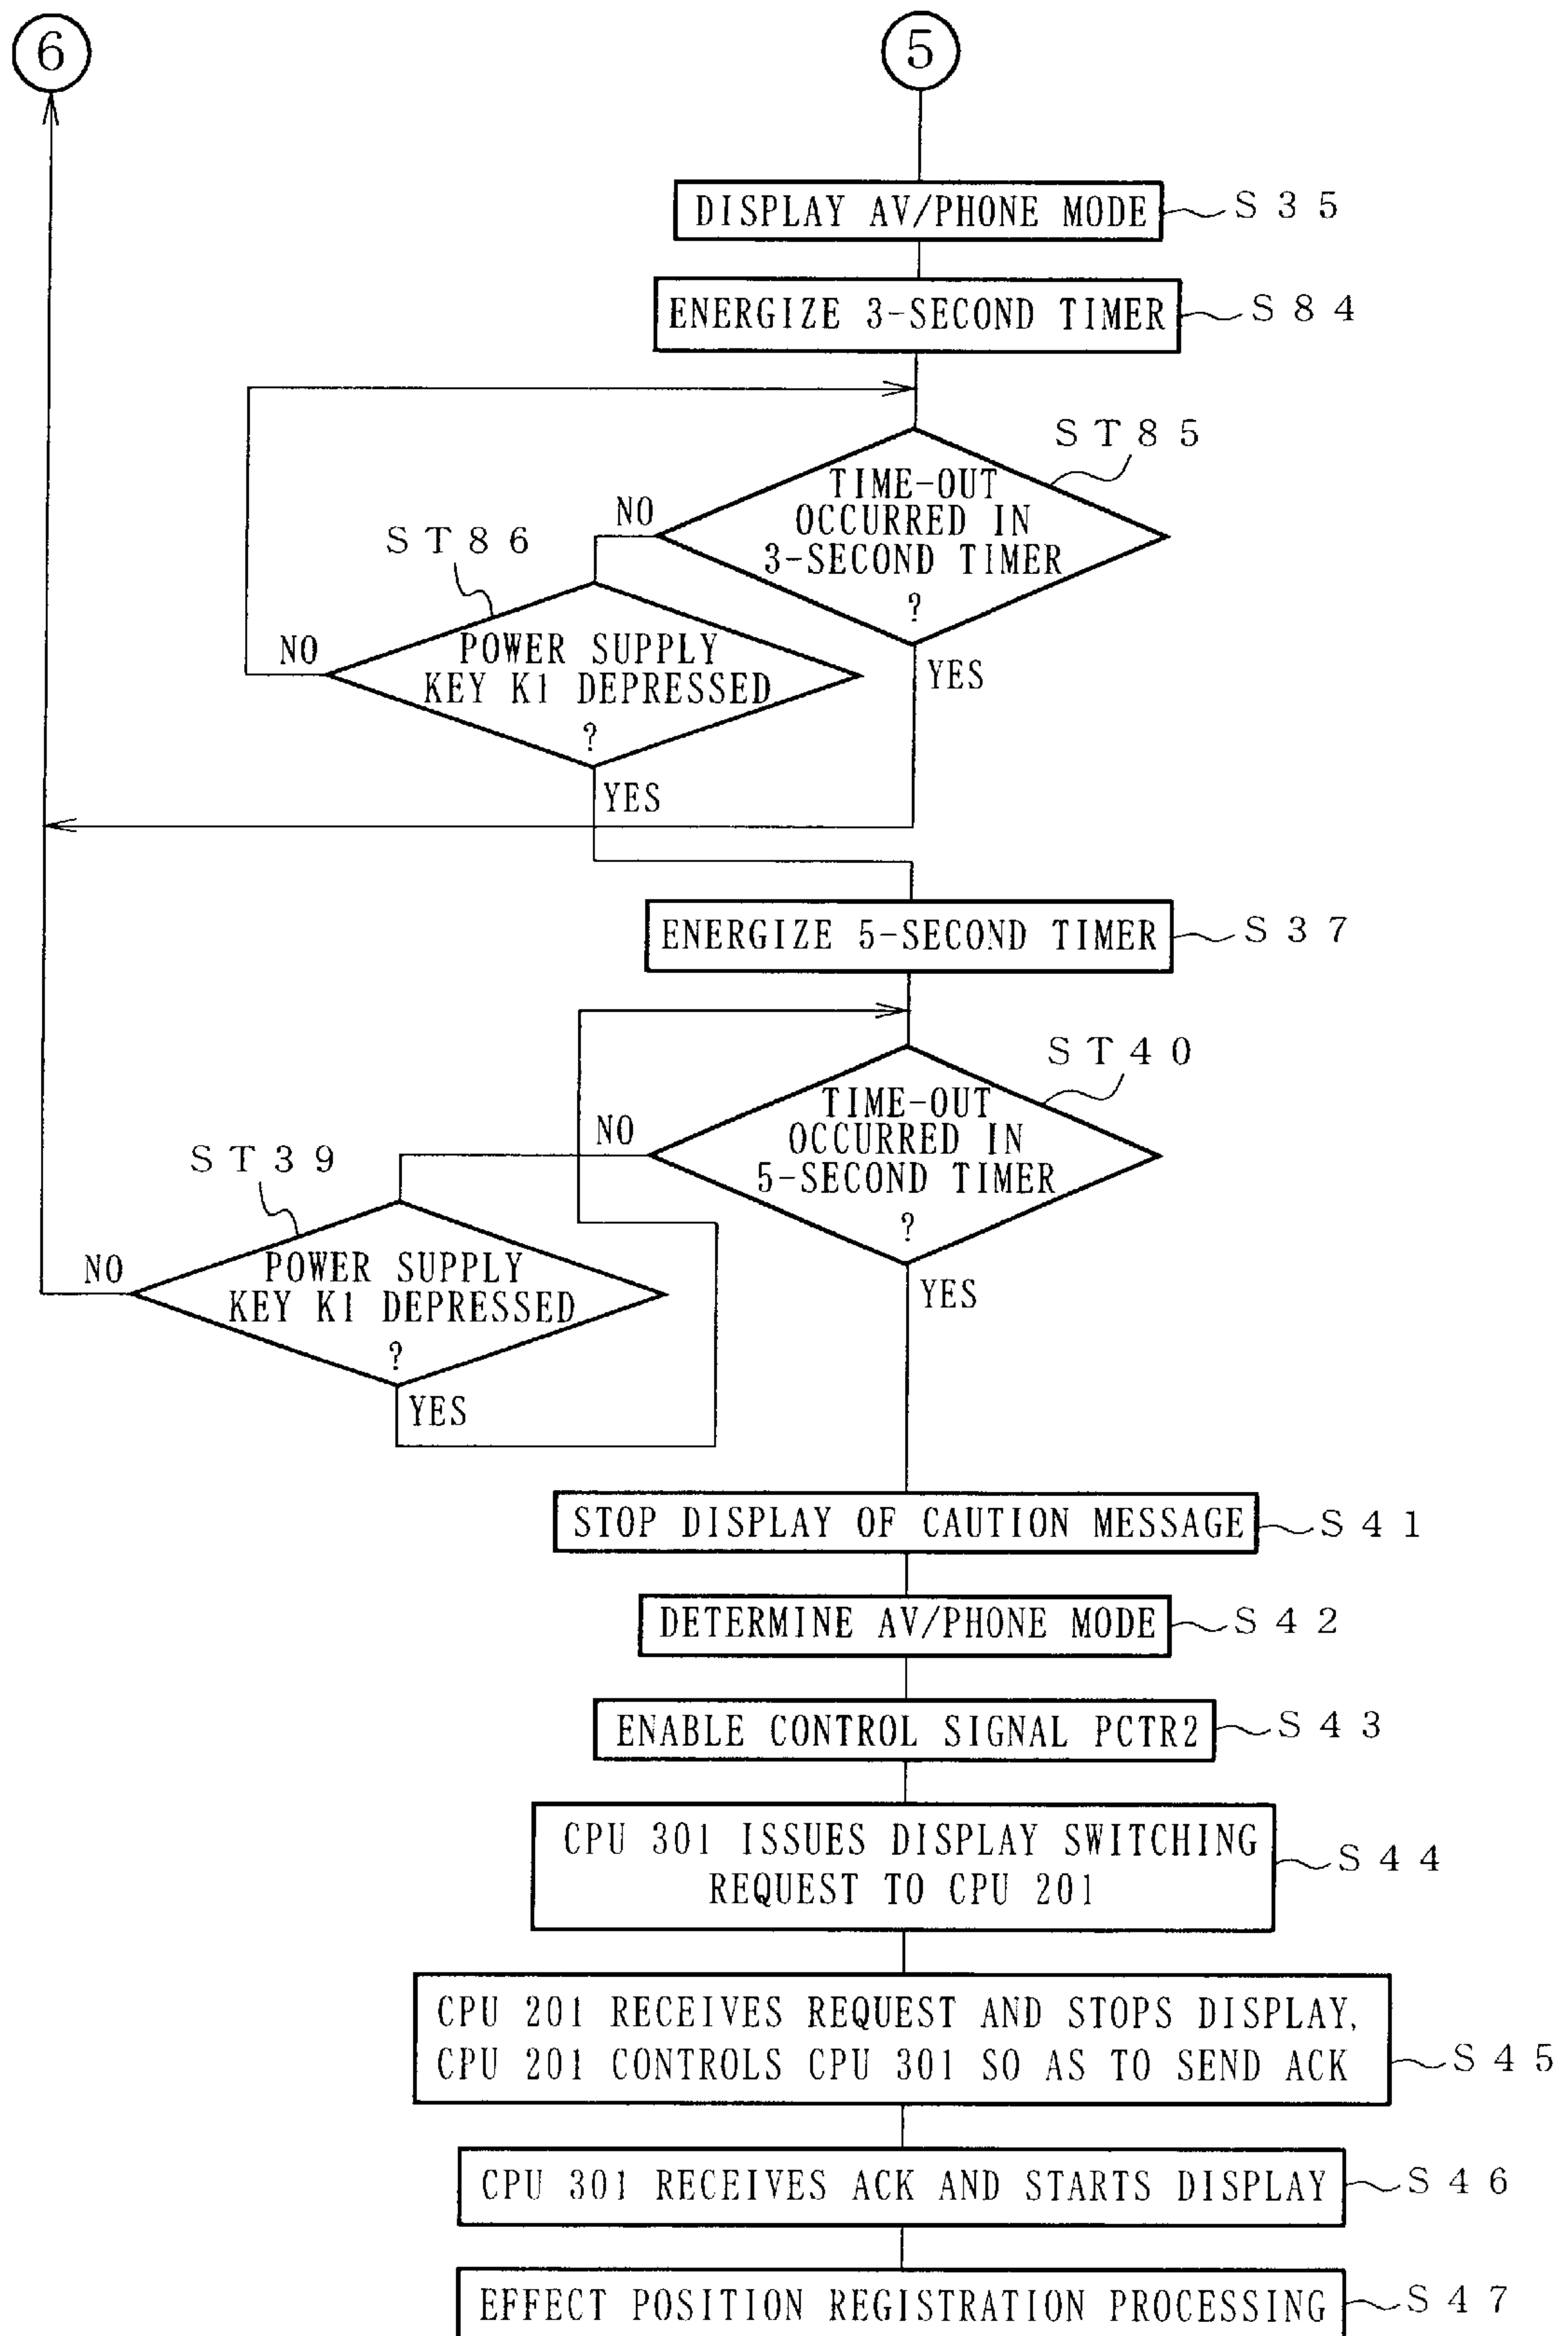 6
5
DISPLAY AV/PHONE MODE
S35
ENERGIZE 3-SECOND TIMER
S84
ST85
TIME-OUT
OCCURRED IN
3-SECOND TIMER
?
NO
YES
ST86
POWER SUPPLY
KEY K1 DEPRESSED
?
NO
YES
ENERGIZE 5-SECOND TIMER
S37
ST40
TIME-OUT
OCCURRED IN
5-SECOND TIMER
?
NO
YES
ST39
POWER SUPPLY
KEY K1 DEPRESSED
?
NO
YES
STOP DISPLAY OF CAUTION MESSAGE
S41
DETERMINE AV/PHONE MODE
S42
ENABLE CONTROL SIGNAL PCTR2
S43
CPU 301 ISSUES DISPLAY SWITCHING
REQUEST TO CPU 201
S44
CPU 201 RECEIVES REQUEST AND STOPS DISPLAY,
CPU 201 CONTROLS CPU 301 SO AS TO SEND ACK
S45
CPU 301 RECEIVES ACK AND STARTS DISPLAY
S46
EFFECT POSITION REGISTRATION PROCESSING
S47